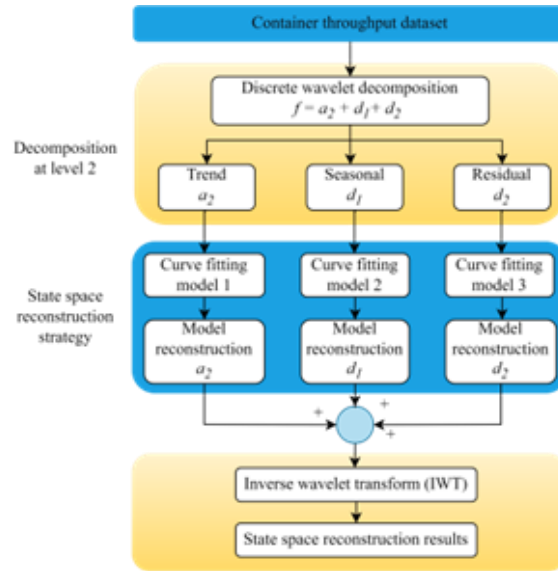 Container throughput dataset
Discrete wavelet decomposition
f = a2 + d1 + d2
Decomposition
at level 2
Trend
a2
Seasonal
d1
Residual
d2
State space
reconstruction
strategy
Curve fitting
model 1
Curve fitting
model 2
Curve fitting
model 3
Model
reconstruction
a2
Model
reconstruction
d1
Model
reconstruction
d2
+
+
+
Inverse wavelet transform (IWT)
State space reconstruction results